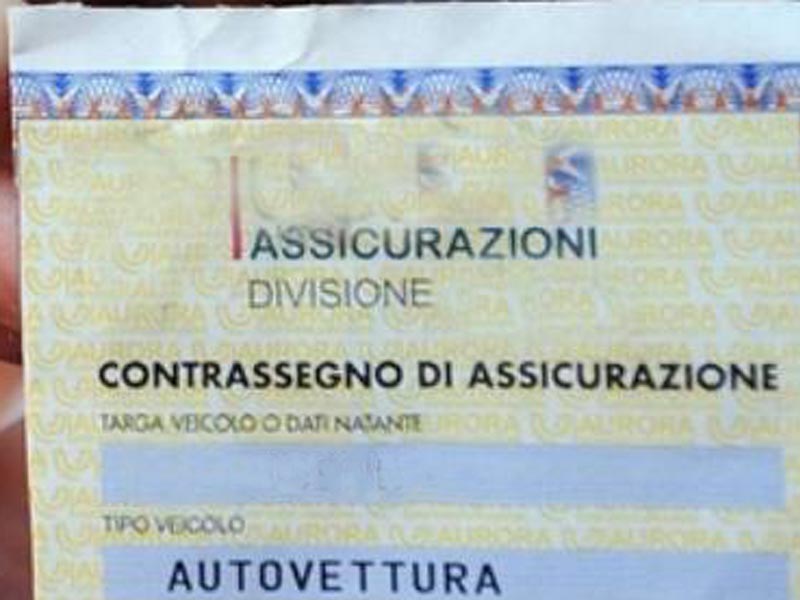 ASSICURAZIONI
DIVISIONE
CONTRASSEGNO DI ASSICURAZIONE
TARGA VEICOLO O DATI NATANTE
TIPO VEICOLO
AUTOVETTURA